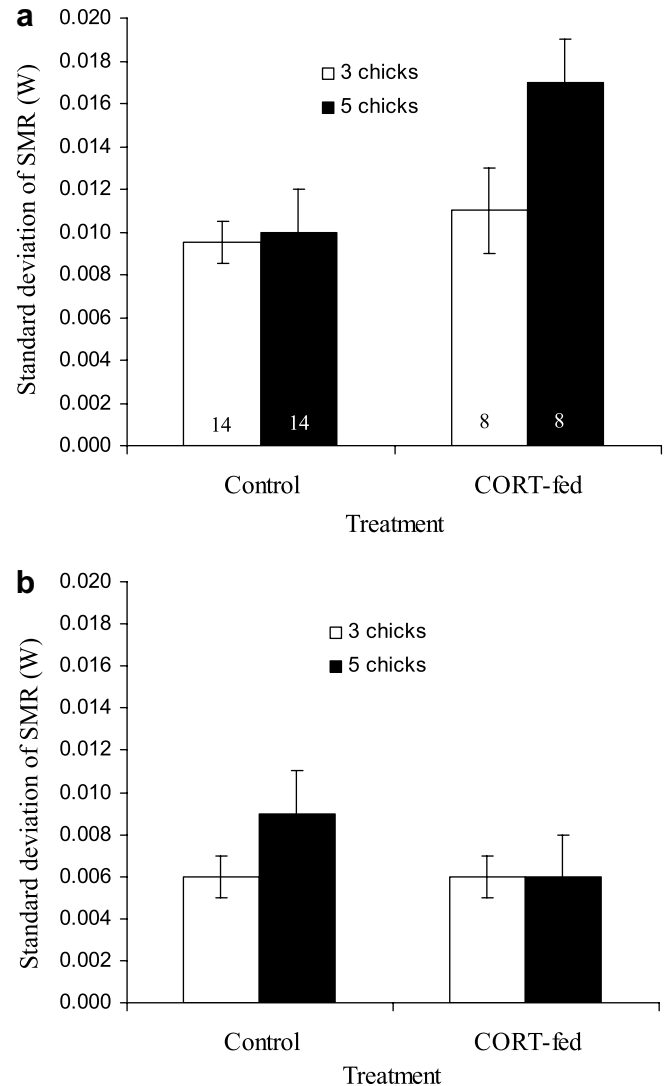 a
Standard deviation of SMR (W)
0.020
0.018
0.016
0.014
0.012
0.010
0.008
0.006
0.004
0.002
0.000
3 chicks
5 chicks
14 14 8 8
Control CORT-fed
Treatment
b
Standard deviation of SMR (W)
0.020
0.018
0.016
0.014
0.012
0.010
0.008
0.006
0.004
0.002
0.000
3 chicks
5 chicks
Control CORT-fed
Treatment